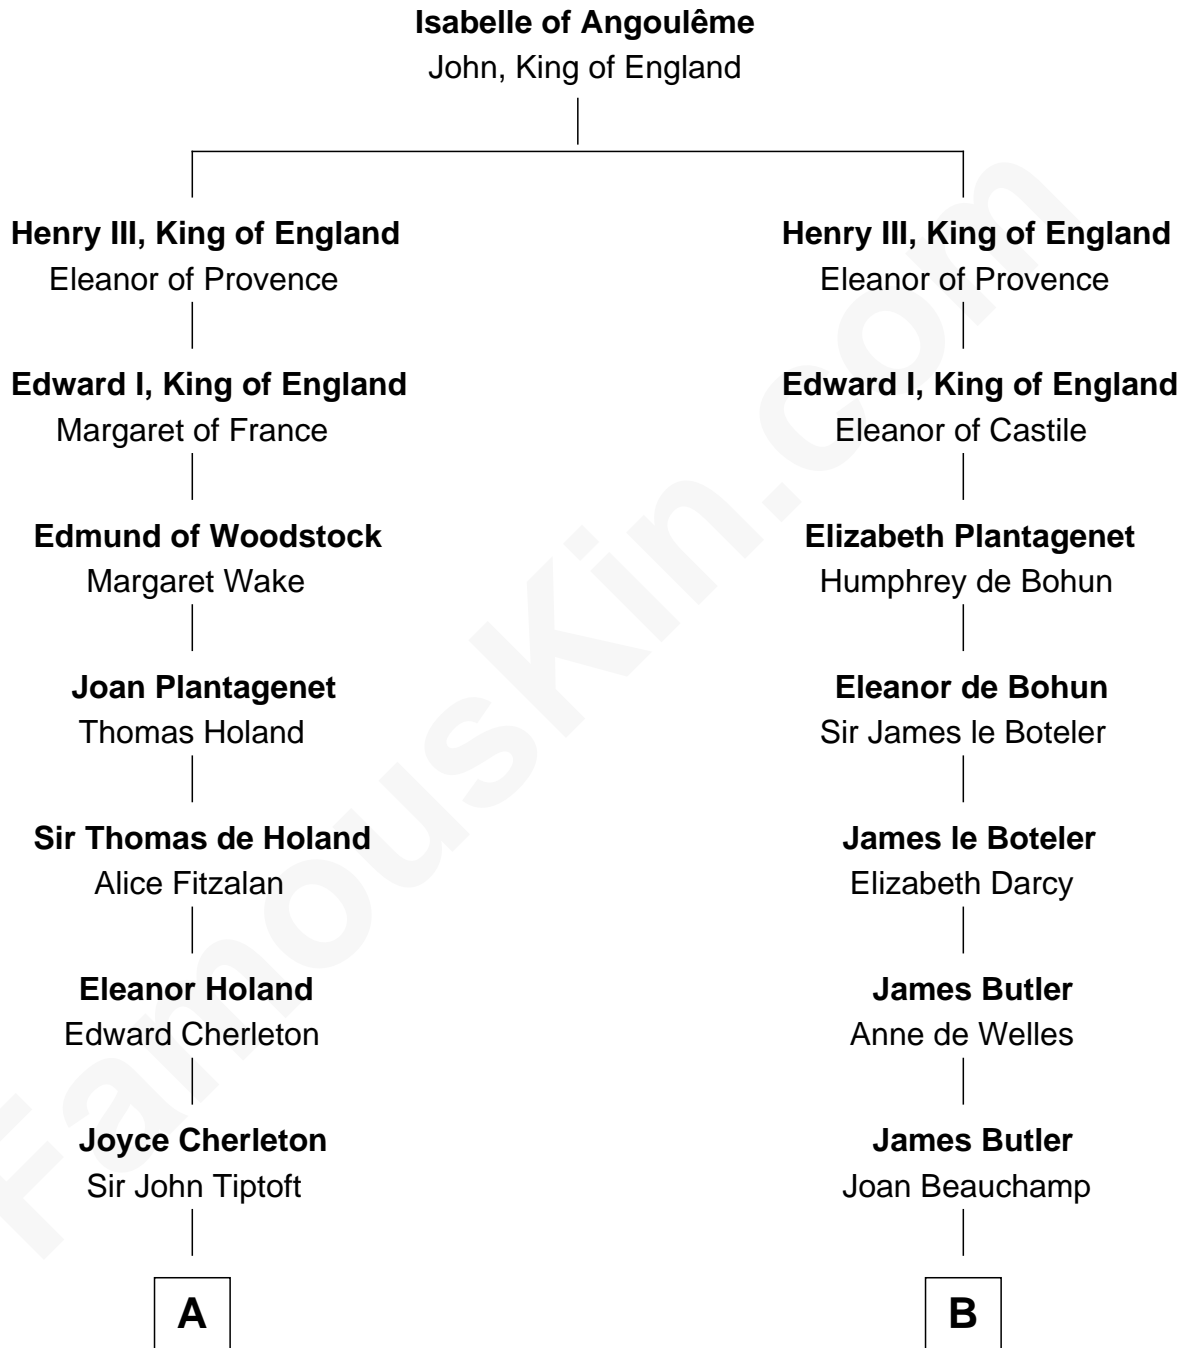 Isabelle of Angoulême
John, King of England
Henry III, King of England
Eleanor of Provence
Henry III, King of England
Eleanor of Provence
Edward I, King of England
Margaret of France
Edward I, King of England
Eleanor of Castile
Edmund of Woodstock
Margaret Wake
Elizabeth Plantagenet
Humphrey de Bohun
Joan Plantagenet
Thomas Holand
Eleanor de Bohun
Sir James le Boteler
Sir Thomas de Holand
Alice Fitzalan
James le Boteler
Elizabeth Darcy
Eleanor Holand
Edward Cherleton
James Butler
Anne de Welles
Joyce Cherleton
Sir John Tiptoft
James Butler
Joan Beauchamp
A
B
FamousKin.com